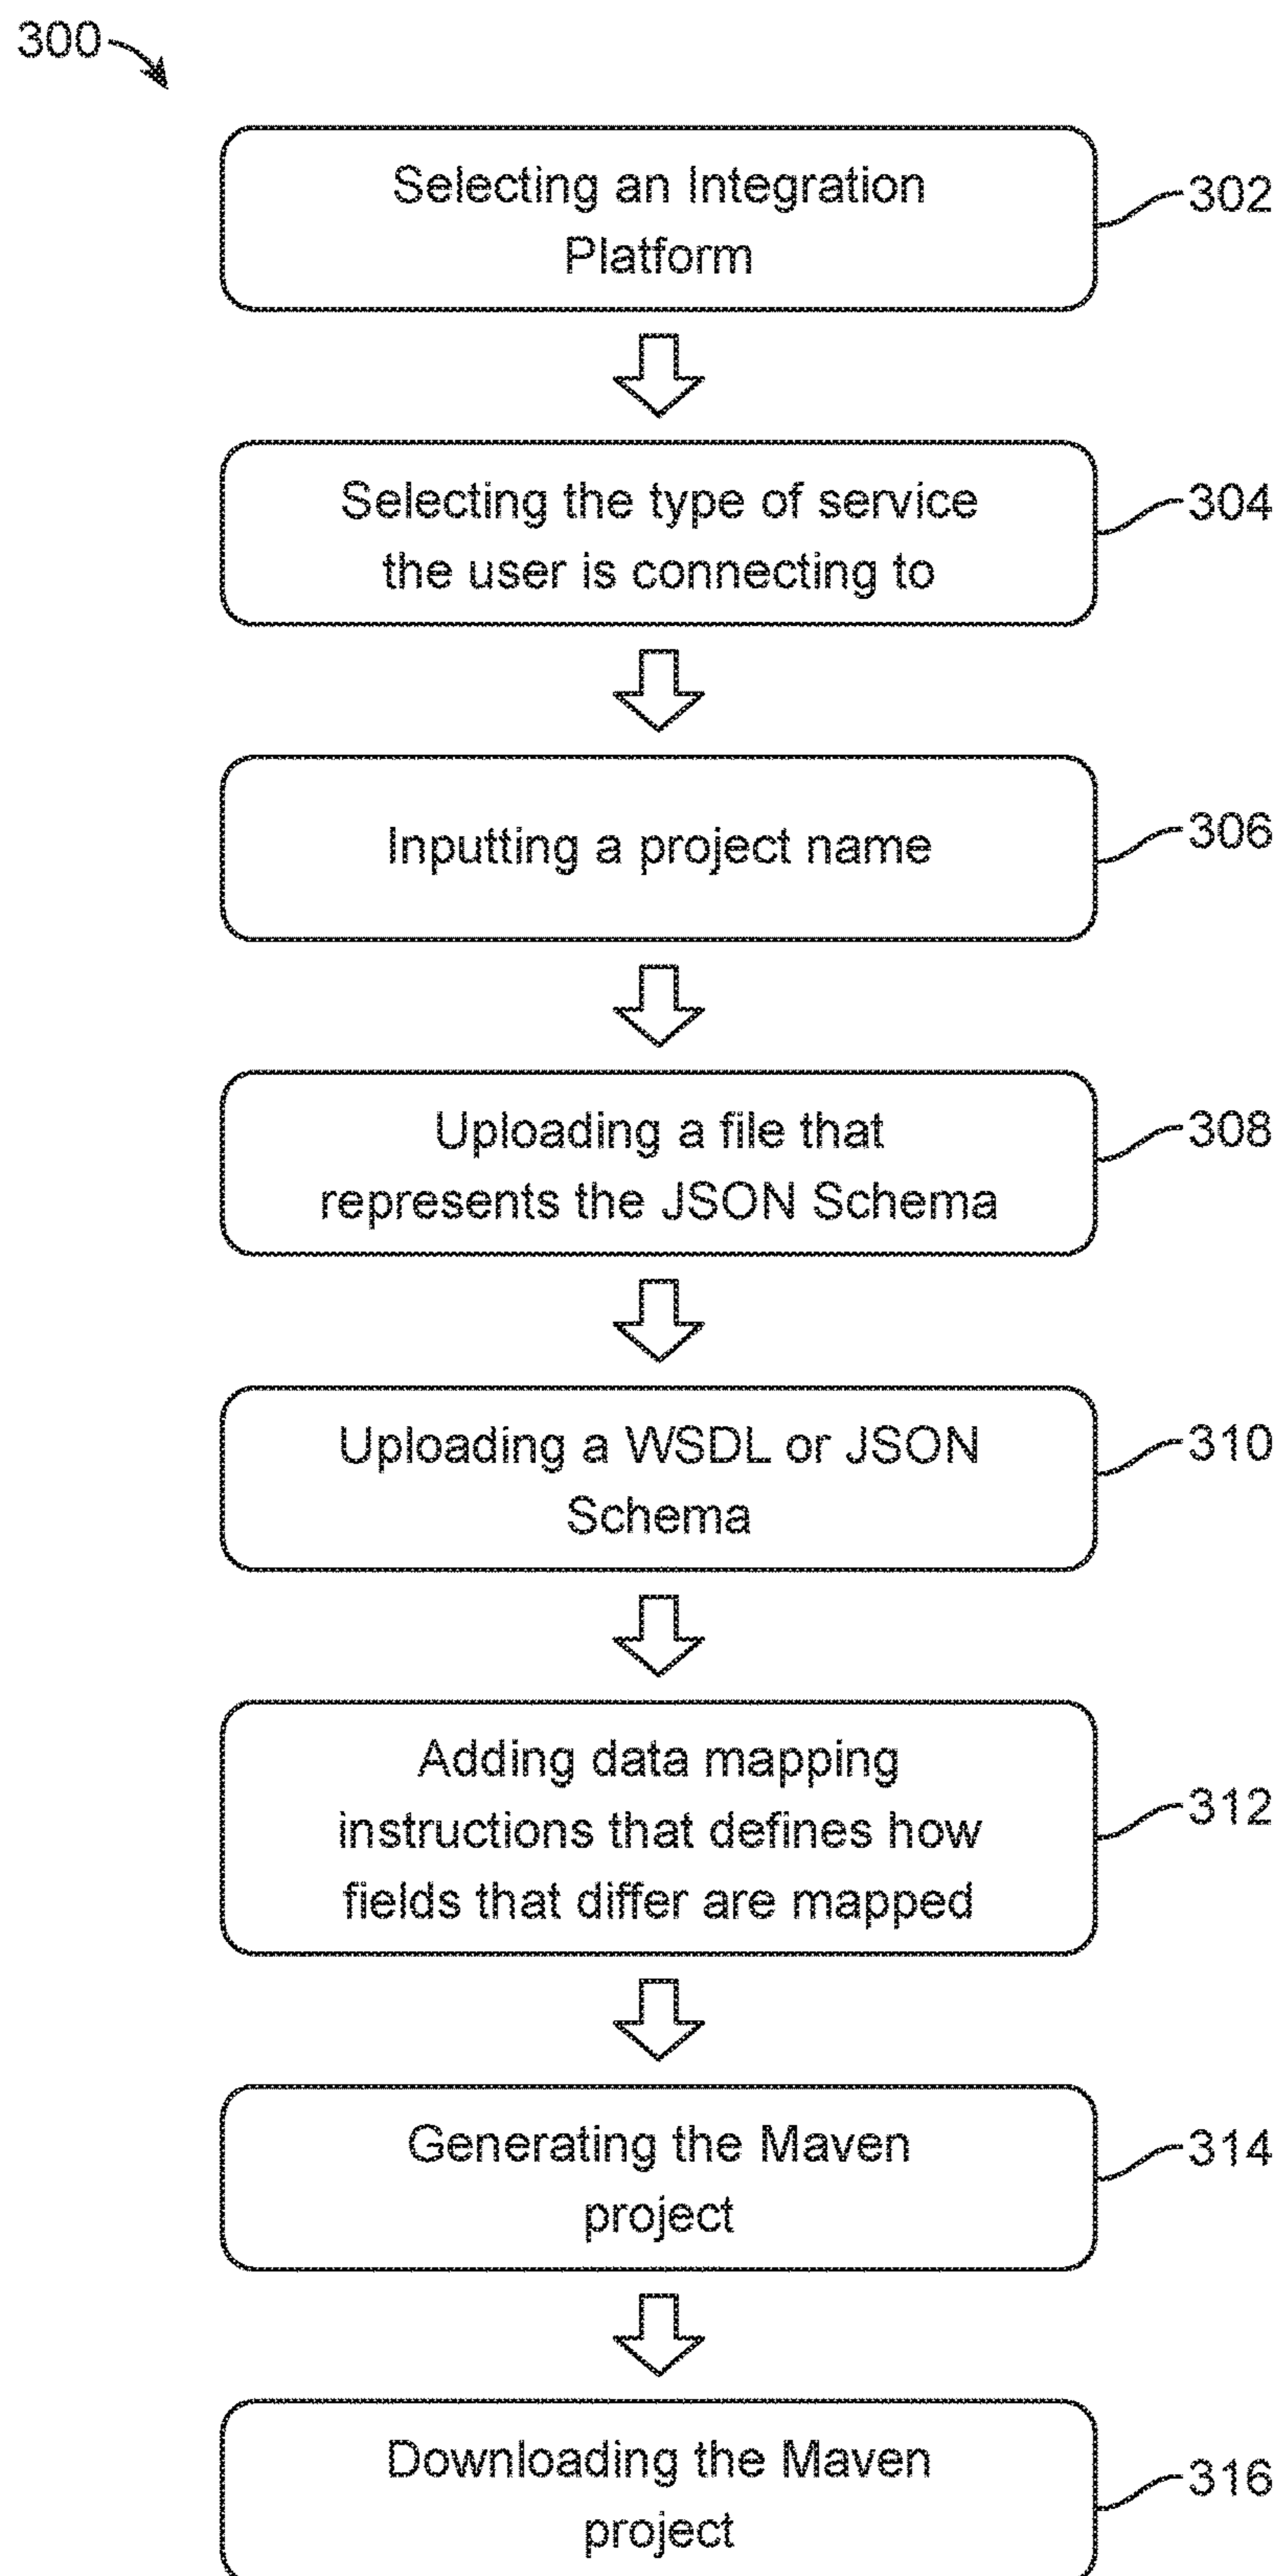 300
Selecting an Integration
Platform
302
Selecting the type of service
the user is connecting to
304
Inputting a project name
306
Uploading a file that
represents the JSON Schema
308
Uploading a WSDL or JSON
Schema
310
Adding data mapping
instructions that defines how
fields that differ are mapped
312
Generating the Maven
project
314
Downloading the Maven
project
316